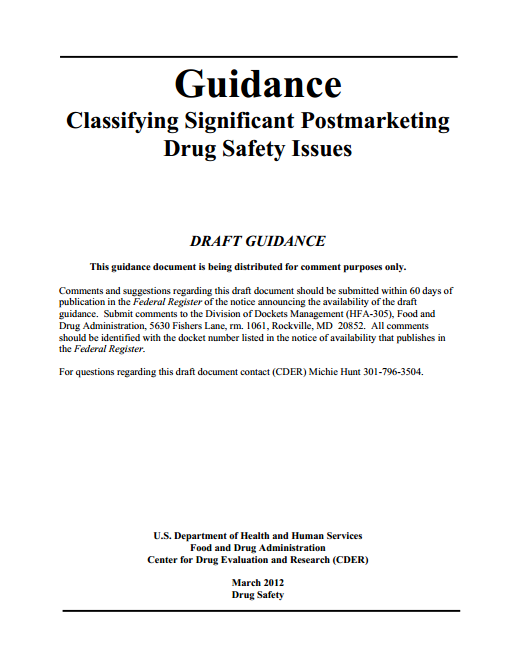 Guidance
Classifying Significant Postmarketing
Drug Safety Issues
DRAFT GUIDANCE
This guidance document is being distributed for comment purposes only.
Comments and suggestions regarding this draft document should be submitted within 60 days of
publication in the Federal Register of the notice announcing the availability of the draft
guidance.  Submit comments to the Division of Dockets Management (HFA-305), Food and
Drug Administration, 5630 Fishers Lane, rm. 1061, Rockville, MD  20852.  All comments
should be identified with the docket number listed in the notice of availability that publishes in
the Federal Register.
For questions regarding this draft document contact (CDER) Michie Hunt 301-796-3504.
U.S. Department of Health and Human Services
Food and Drug Administration
Center for Drug Evaluation and Research (CDER)
March 2012
Drug Safety